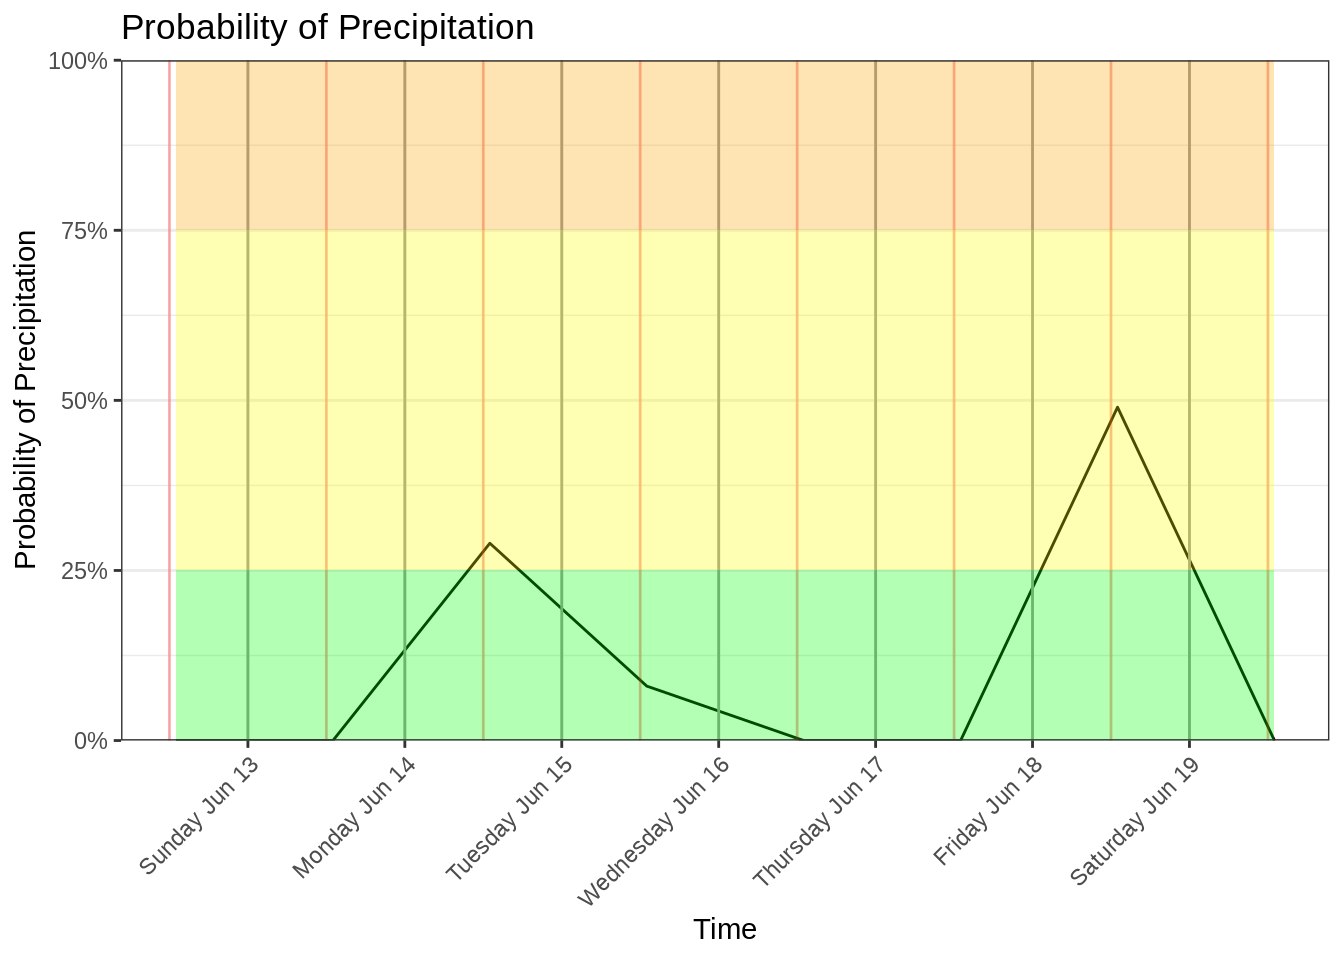 Probability of Precipitation
Probability of Precipitation
100%
75%
50%
25%
0%
Sunday Jun 13
Monday Jun 14
Tuesday Jun 15
Wednesday Jun 16
Thursday Jun 17
Friday Jun 18
Saturday Jun 19
Time